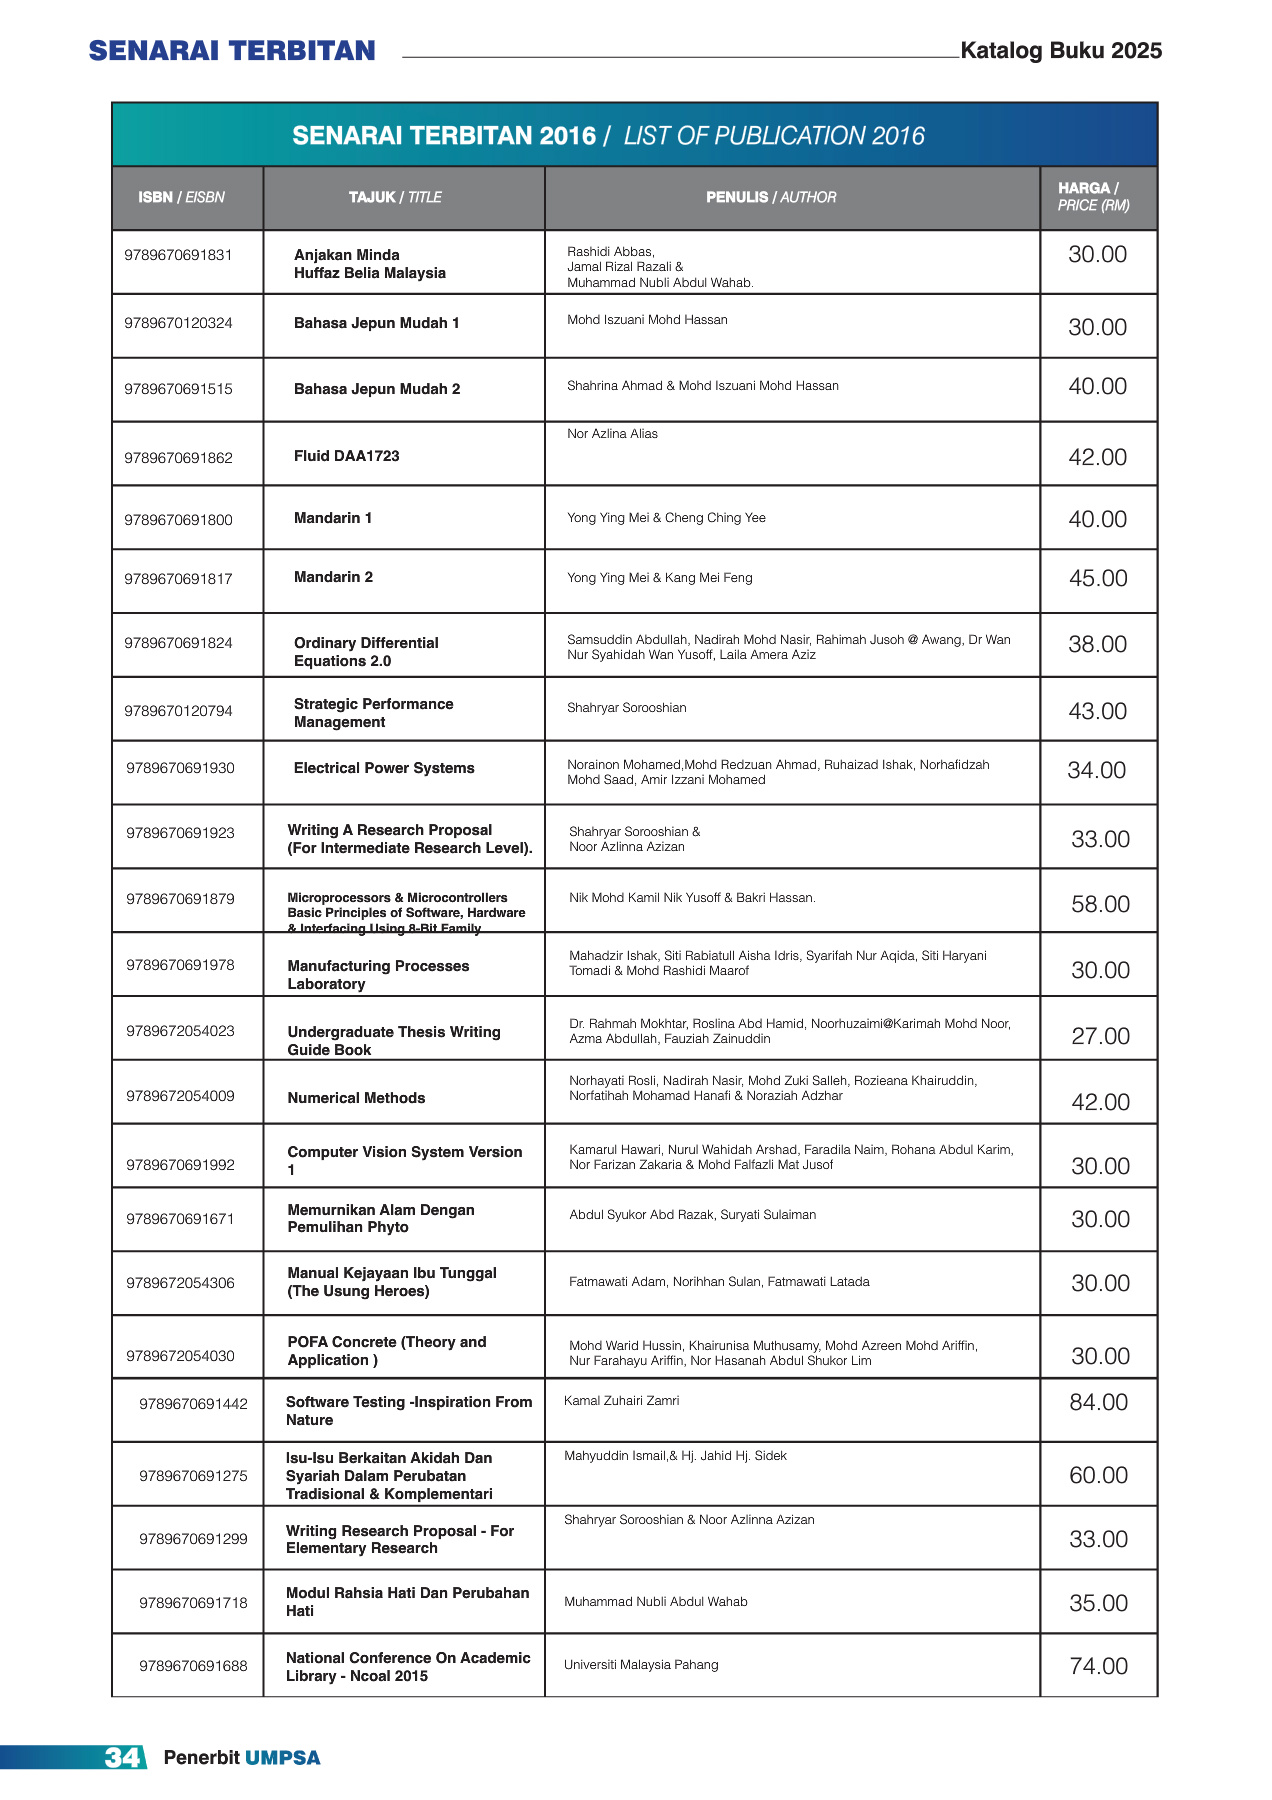 SENARAI TERBITAN
Katalog Buku 2025
SENARAI TERBITAN 2016 / LIST OF PUBLICATION 2016
ISBN / EISBN
TAJUK / TITLE
PENULIS / AUTHOR
HARGA /
PRICE (RM)
9789670691831
Anjakan Minda
Huffaz Belia Malaysia
Rashidi Abbas,
Jamal Rizal Razali &
Muhammad Nubli Abdul Wahab.
30.00
9789670120324
Bahasa Jepun Mudah 1
Mohd Iszuani Mohd Hassan
30.00
9789670691515
Bahasa Jepun Mudah 2
Shahrina Ahmad & Mohd Iszuani Mohd Hassan
40.00
9789670691862
Fluid DAA1723
Nor Azlina Alias
42.00
9789670691800
Mandarin 1
Yong Ying Mei & Cheng Ching Yee
40.00
9789670691817
Mandarin 2
Yong Ying Mei & Kang Mei Feng
45.00
9789670691824
Ordinary Differential
Equations 2.0
Samsuddin Abdullah, Nadirah Mohd Nasir, Rahimah Jusoh @ Awang, Dr Wan
Nur Syahidah Wan Yusoff, Laila Amera Aziz
38.00
9789670120794
Strategic Performance
Management
Shahryar Sorooshian
43.00
9789670691930
Electrical Power Systems
Norainon Mohamed,Mohd Redzuan Ahmad, Ruhaizad Ishak, Norhafidzah
Mohd Saad, Amir Izzani Mohamed
34.00
9789670691923
Writing A Research Proposal
(For Intermediate Research Level).
Shahryar Sorooshian &
Noor Azlinna Azizan
33.00
9789670691879
Microprocessors & Microcontrollers
Basic Principles of Software, Hardware
& Interfacing Using 8-Bit Family
Nik Mohd Kamil Nik Yusoff & Bakri Hassan.
58.00
9789670691978
Manufacturing Processes
Laboratory
Mahadzir Ishak, Siti Rabiatull Aisha Idris, Syarifah Nur Aqida, Siti Haryani
Tomadi & Mohd Rashidi Maarof
30.00
9789672054023
Undergraduate Thesis Writing
Guide Book
Dr. Rahmah Mokhtar, Roslina Abd Hamid, Noorhuzaimi@Karimah Mohd Noor,
Azma Abdullah, Fauziah Zainuddin
27.00
9789672054009
Numerical Methods
Norhayati Rosli, Nadirah Nasir, Mohd Zuki Salleh, Rozieana Khairuddin,
Norfatihah Mohamad Hanafi & Noraziah Adzhar
42.00
9789670691992
Computer Vision System Version
1
Kamarul Hawari, Nurul Wahidah Arshad, Faradila Naim, Rohana Abdul Karim,
Nor Farizan Zakaria & Mohd Falfazli Mat Jusof
30.00
9789670691671
Memurnikan Alam Dengan
Pemulihan Phyto
Abdul Syukor Abd Razak, Suryati Sulaiman
30.00
9789672054306
Manual Kejayaan Ibu Tunggal
(The Usung Heroes)
Fatmawati Adam, Norihhan Sulan, Fatmawati Latada
30.00
9789672054030
POFA Concrete (Theory and
Application )
Mohd Warid Hussin, Khairunisa Muthusamy, Mohd Azreen Mohd Ariffin,
Nur Farahayu Ariffin, Nor Hasanah Abdul Shukor Lim
30.00
9789670691442
Software Testing -Inspiration From
Nature
Kamal Zuhairi Zamri
84.00
9789670691275
Isu-Isu Berkaitan Akidah Dan
Syariah Dalam Perubatan
Tradisional & Komplementari
Mahyuddin Ismail,& Hj. Jahid Hj. Sidek
60.00
9789670691299
Writing Research Proposal - For
Elementary Research
Shahryar Sorooshian & Noor Azlinna Azizan
33.00
9789670691718
Modul Rahsia Hati Dan Perubahan
Hati
Muhammad Nubli Abdul Wahab
35.00
9789670691688
National Conference On Academic
Library - Ncoal 2015
Universiti Malaysia Pahang
74.00
34
Penerbit UMPSA